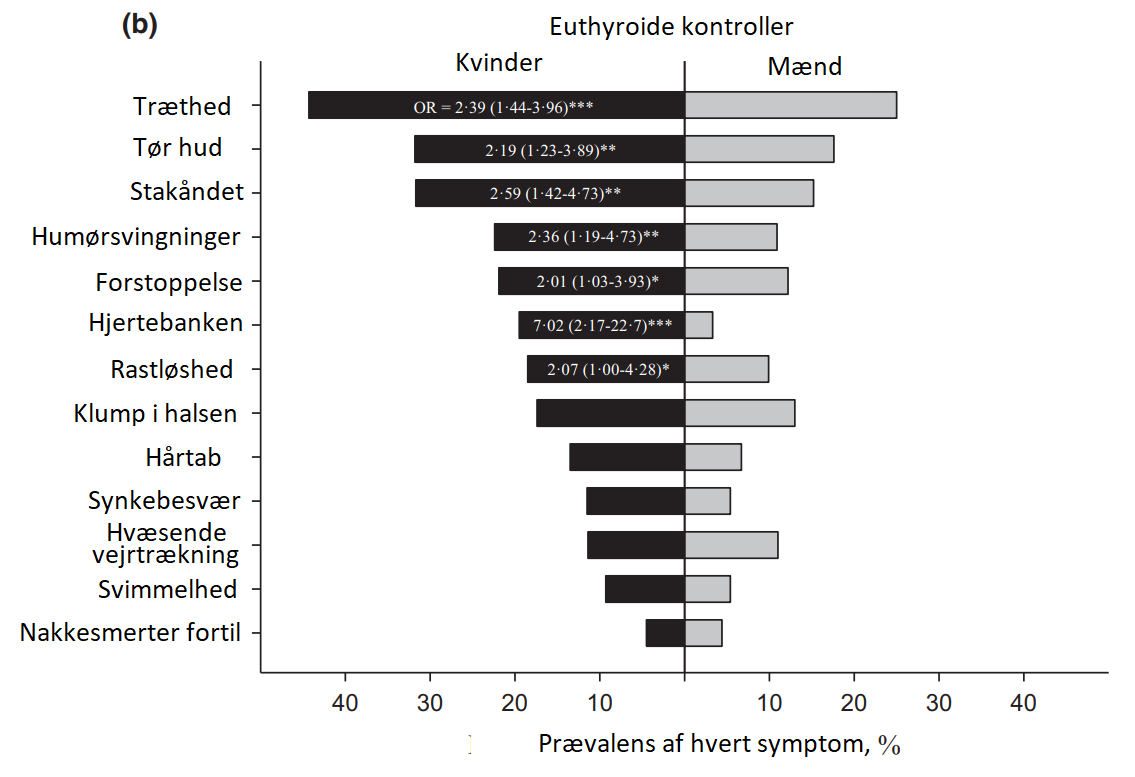 (b)
Euthyroide kontroller
Kvinder
Mænd
Træthed
OR = 2·39 (1·44-3·96)***
Tør hud
2·19 (1·23-3·89)**
Stakåndet
2·59 (1·42-4·73)**
Humørsvingninger
2·36 (1·19-4·73)**
Forstoppelse
2·01 (1·03-3·93)*
Hjertebanken
7·02 (2·17-22·7)***
Rastløshed
2·07 (1·00-4·28)*
Klump i halsen
Hårtab
Synkebesvær
Hvæsende
vejrtrækning
Svimmelhed
Nakkesmerter fortil
40 30 20 10 10 20 30 40
Prævalens af hvert symptom, %